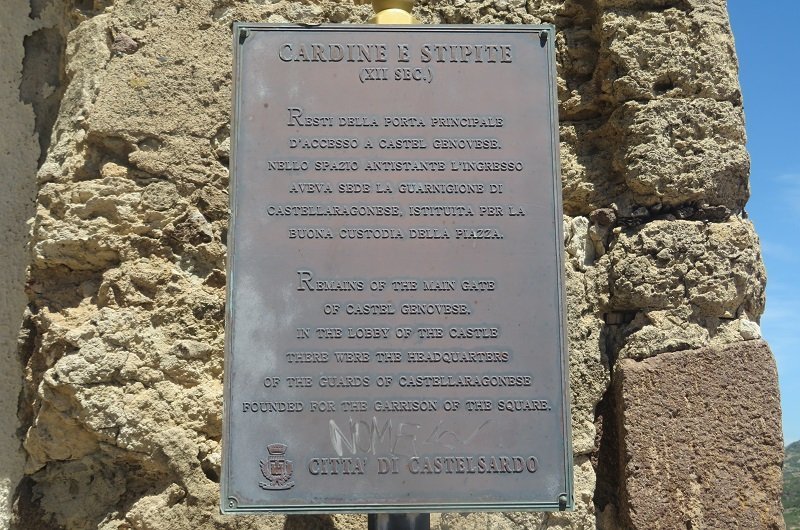 CARDINE E STIPITE
(XII SEC.)
RESTI DELLA PORTA PRINCIPALE
D'ACCESSO A CASTEL GENOVESE.
NELLO SPAZIO ANTISTANTE L'INGRESSO
AVEVA SEDE LA GUARNIGIONE DI
CASTELLARAGONESE, ISTITUITA PER LA
BUONA CUSTODIA DELLA PIAZZA.
REMAINS OF THE MAIN GATE
OF CASTEL GENOVESE.
IN THE LOBBY OF THE CASTLE
THERE WERE THE HEADQUARTERS
OF THE GUARDS OF CASTELLARAGONESE
FOUNDED FOR THE GARRISON OF THE SQUARE.
CITTA' DI CASTELSARDO